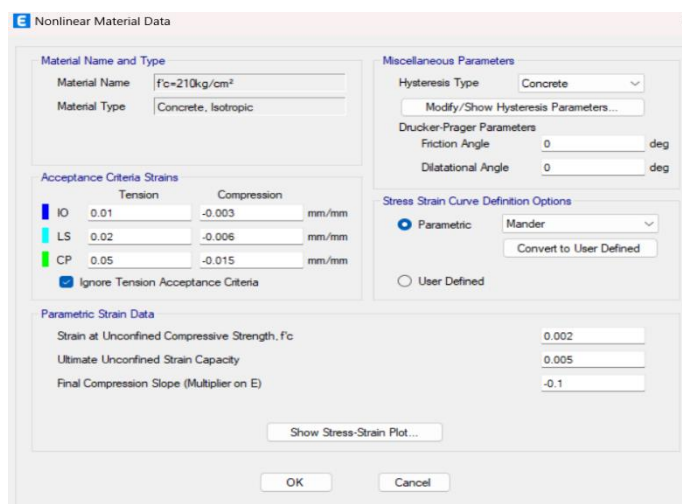 E Nonlinear Material Data
Material Name and Type
Material Name f'c=210kg/cm²
Material Type Concrete, Isotropic
Miscellaneous Parameters
Hysteresis Type Concrete
Modify/Show Hysteresis Parameters...
Drucker-Prager Parameters
Friction Angle 0 deg
Dilatational Angle 0 deg
Acceptance Criteria Strains
Tension Compression
IO 0.01 -0.003 mm/mm
LS 0.02 -0.006 mm/mm
CP 0.05 -0.015 mm/mm
Ignore Tension Acceptance Criteria
Stress Strain Curve Definition Options
Parametric Mander
Convert to User Defined
User Defined
Parametric Strain Data
Strain at Unconfined Compressive Strength, f'c 0.002
Ultimate Unconfined Strain Capacity 0.005
Final Compression Slope (Multiplier on E) -0.1
Show Stress-Strain Plot...
OK Cancel